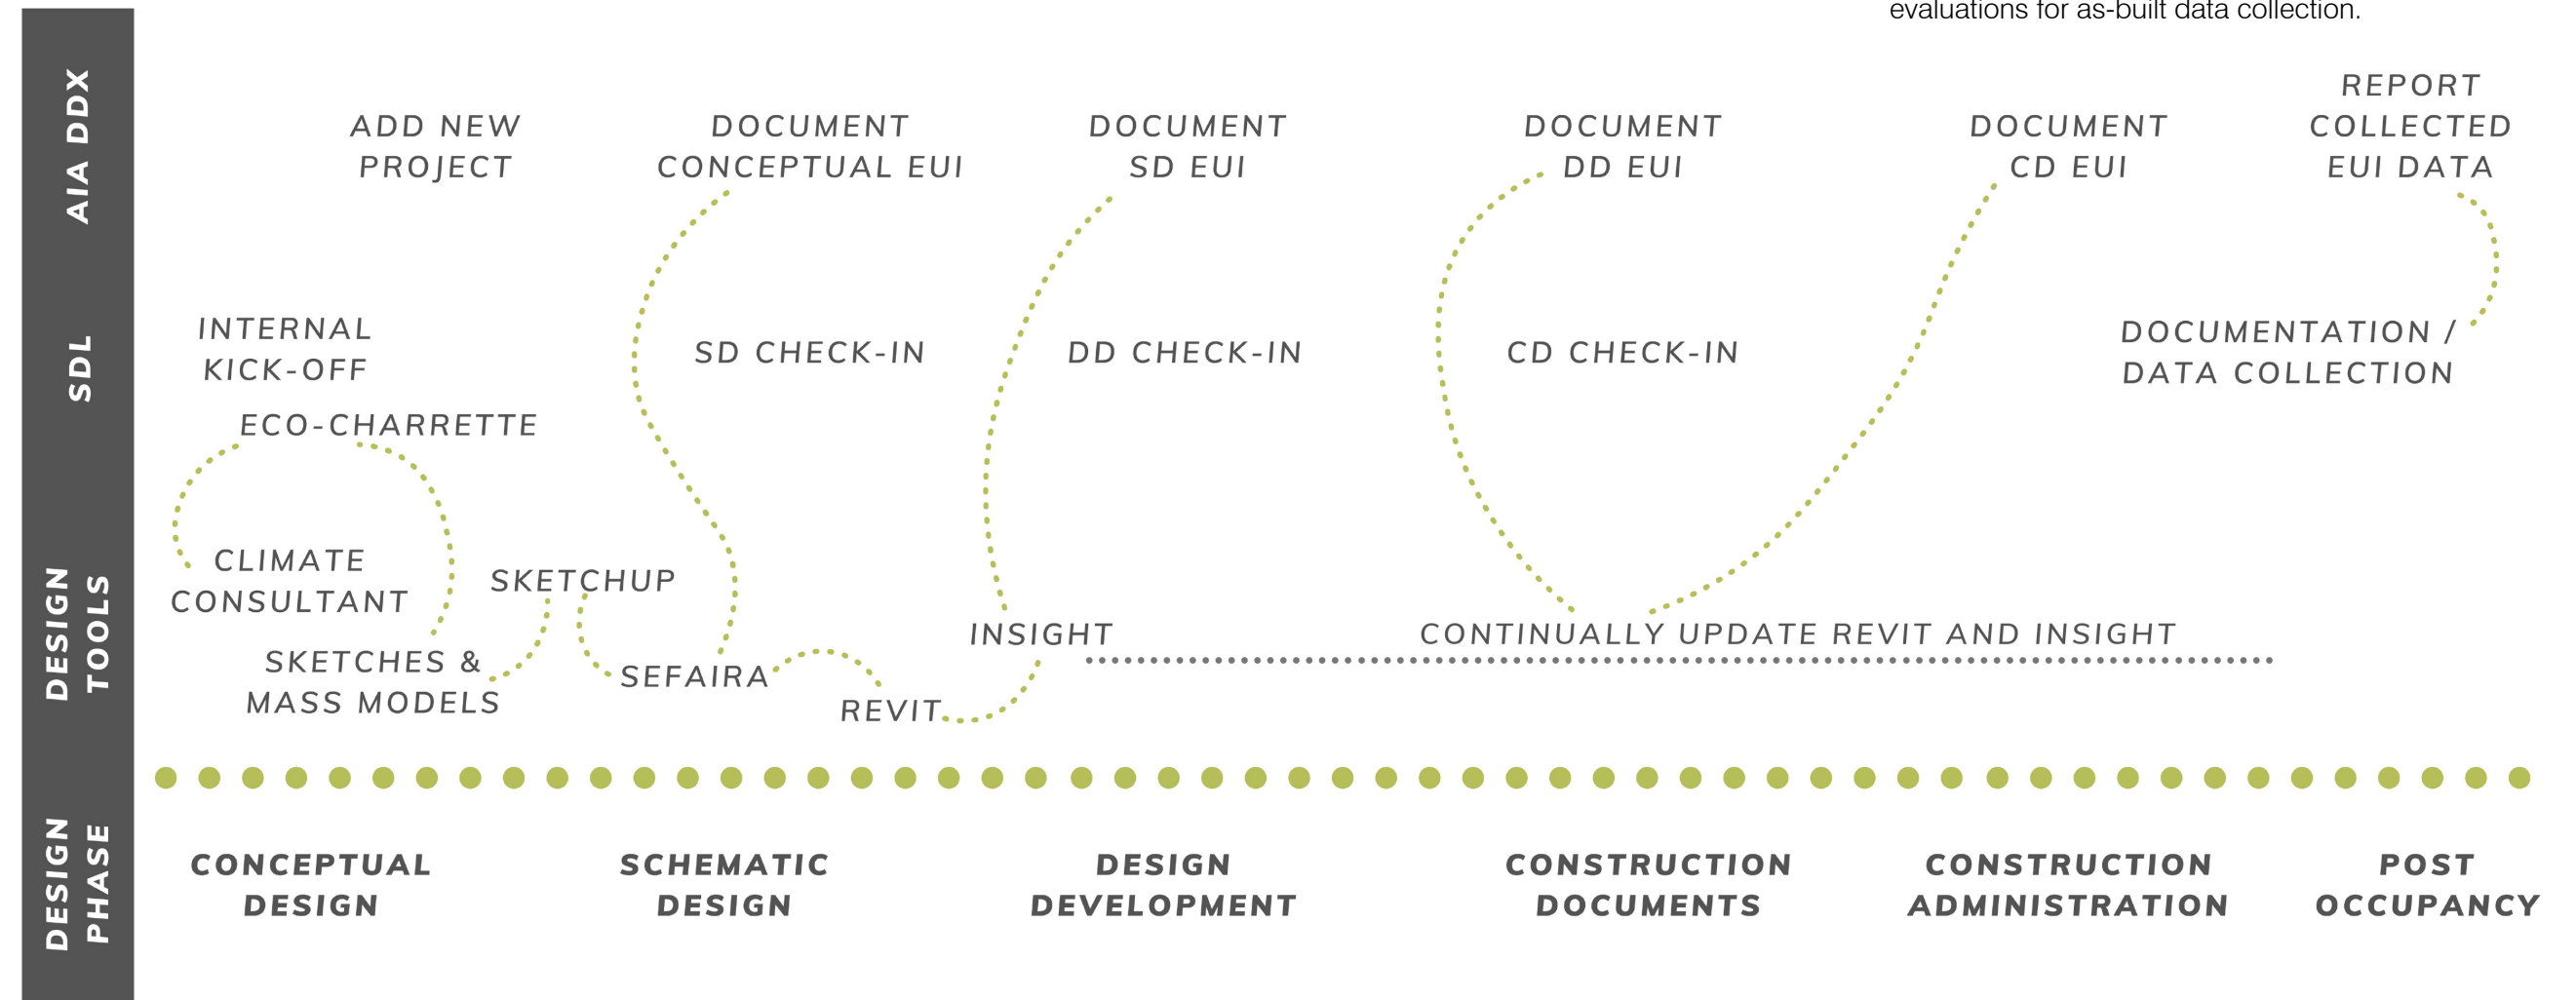 evaluations for as-built data collection.
AIA DDX
ADD NEW
PROJECT
DOCUMENT
CONCEPTUAL EUI
DOCUMENT
SD EUI
DOCUMENT
DD EUI
DOCUMENT
CD EUI
REPORT
COLLECTED
EUI DATA
SDL
INTERNAL
KICK-OFF
ECO-CHARRETTE
SD CHECK-IN
DD CHECK-IN
CD CHECK-IN
DOCUMENTATION /
DATA COLLECTION
DESIGN
TOOLS
CLIMATE
CONSULTANT
SKETCHES &
MASS MODELS
SKETCHUP
SEFAIRA
REVIT
INSIGHT
CONTINUALLY UPDATE REVIT AND INSIGHT
DESIGN
PHASE
CONCEPTUAL
DESIGN
SCHEMATIC
DESIGN
DESIGN
DEVELOPMENT
CONSTRUCTION
DOCUMENTS
CONSTRUCTION
ADMINISTRATION
POST
OCCUPANCY